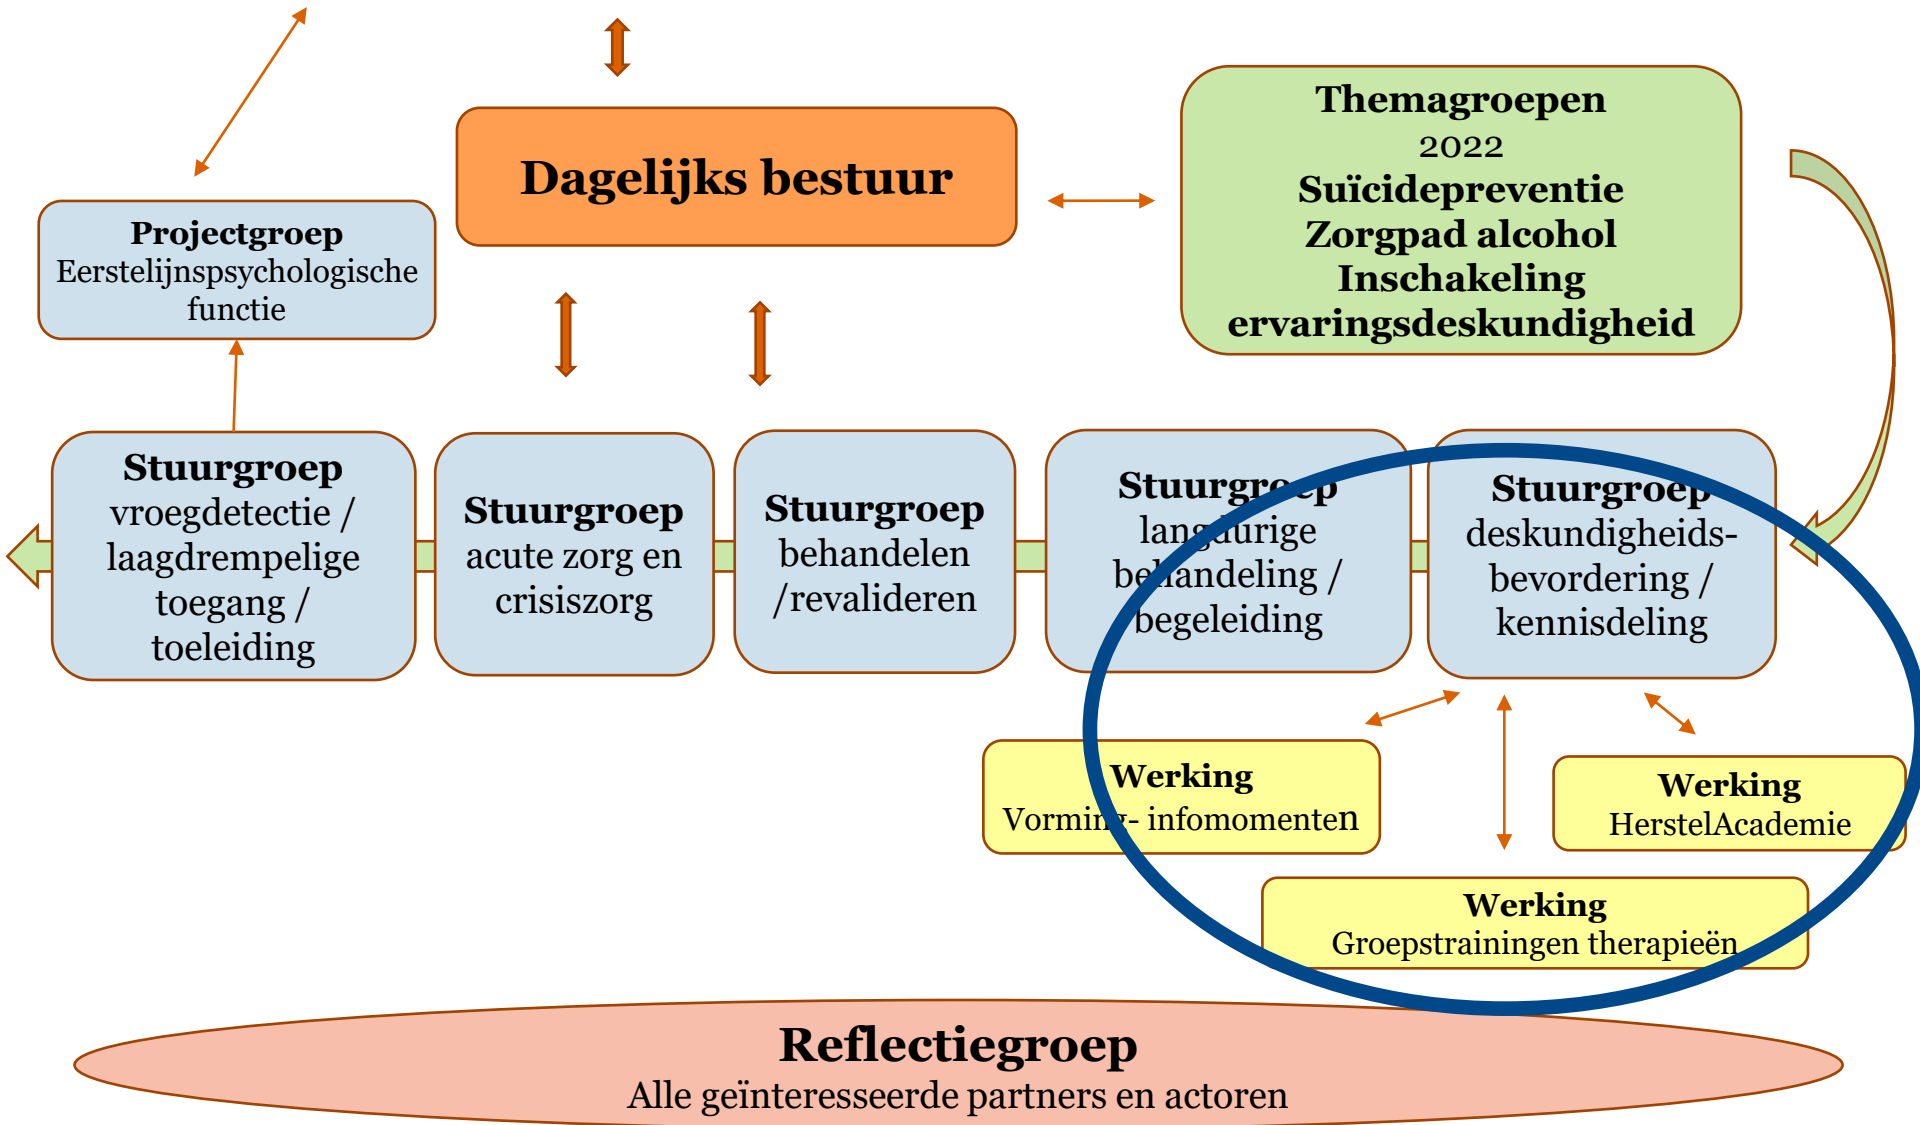 Dagelijks bestuur
Themagroepen
2022
Suïcidepreventie
Zorgpad alcohol
Inschakeling
ervaringsdeskundigheid
Projectgroep
Eerstelijnspsychologische
functie
Stuurgroep
vroegdetectie /
laagdrempelige
toegang /
toeleiding
Stuurgroep
acute zorg en
crisiszorg
Stuurgroep
behandelen
/revalideren
Stuurgroep
langdurige
behandeling /
begeleiding
Stuurgroep
deskundigheids-
bevordering /
kennisdeling
Werking
Vorming- infomomenten
Werking
HerstelAcademie
Werking
Groepstrainingen therapieën
Reflectiegroep
Alle geïnteresseerde partners en actoren